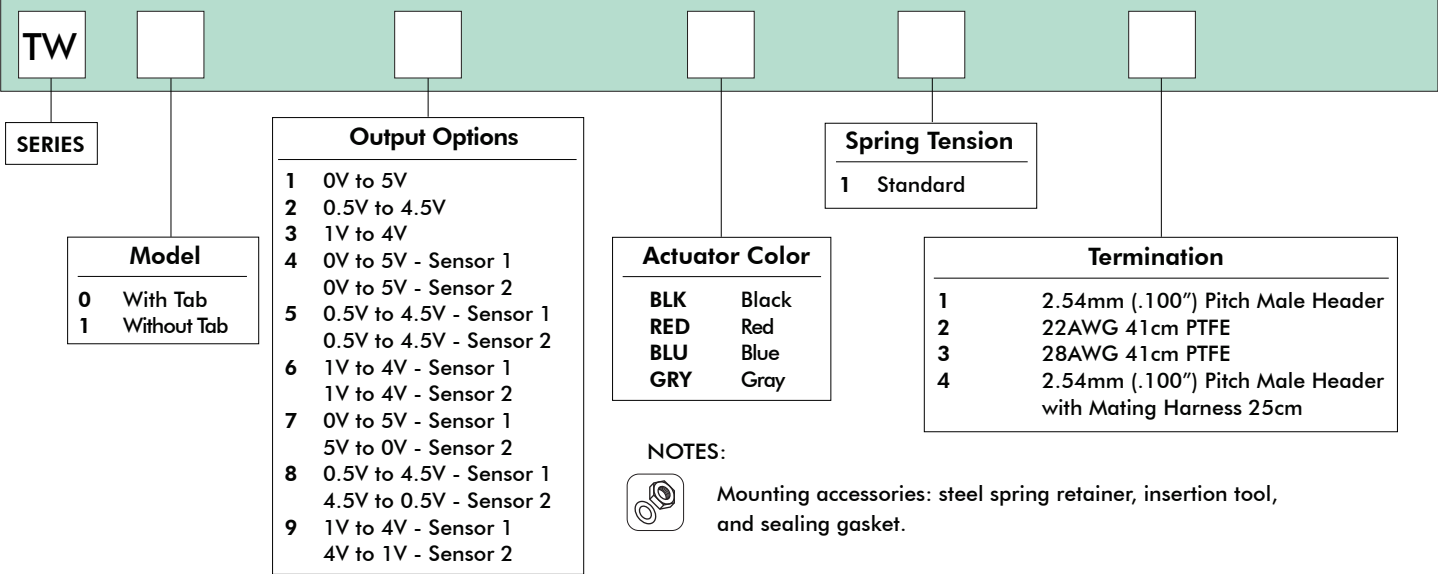 TW
SERIES
Model
0 With Tab
1 Without Tab
Output Options
1 0V to 5V
2 0.5V to 4.5V
3 1V to 4V
4 0V to 5V - Sensor 1
0V to 5V - Sensor 2
5 0.5V to 4.5V - Sensor 1
0.5V to 4.5V - Sensor 2
6 1V to 4V - Sensor 1
1V to 4V - Sensor 2
7 0V to 5V - Sensor 1
5V to 0V - Sensor 2
8 0.5V to 4.5V - Sensor 1
4.5V to 0.5V - Sensor 2
9 1V to 4V - Sensor 1
4V to 1V - Sensor 2
Actuator Color
BLK Black
RED Red
BLU Blue
GRY Gray
Spring Tension
1 Standard
Termination
1 2.54mm (.100”) Pitch Male Header
2 22AWG 41cm PTFE
3 28AWG 41cm PTFE
4 2.54mm (.100”) Pitch Male Header
with Mating Harness 25cm
NOTES:
Mounting accessories: steel spring retainer, insertion tool,
and sealing gasket.